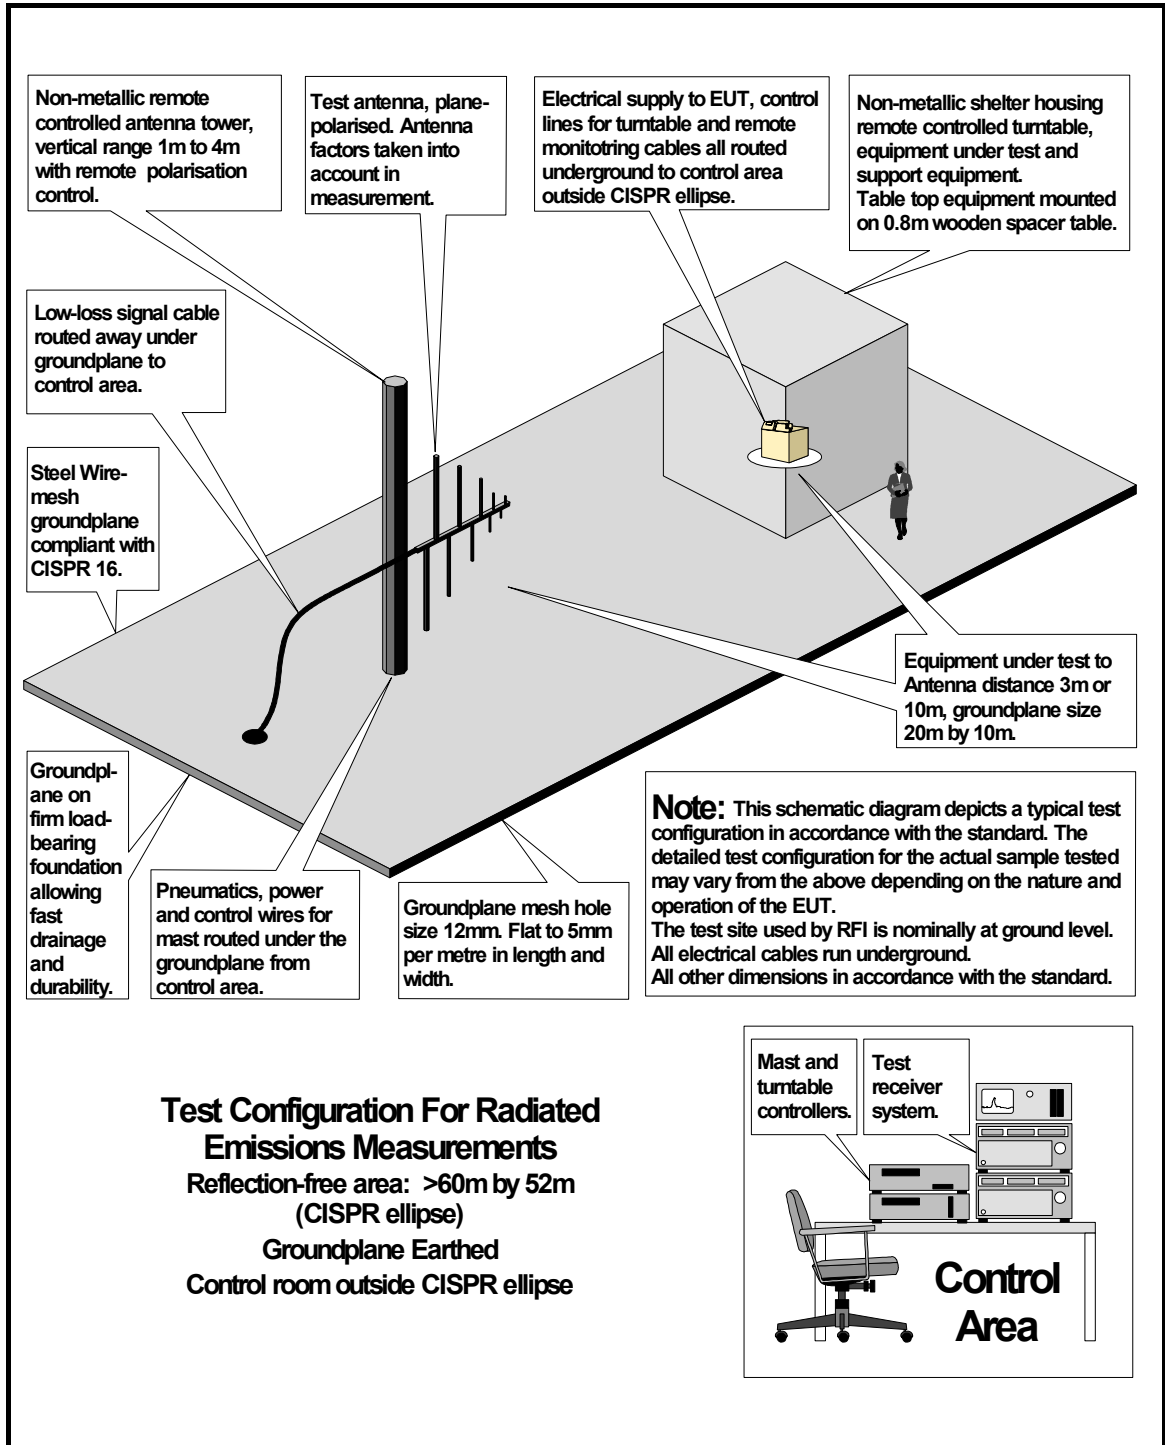 Non-metallic remote
controlled antenna tower,
vertical range 1m to 4m
with remote polarisation
control.
Test antenna, plane-
polarised. Antenna
factors taken into
account in
measurement.
Electrical supply to EUT, control
lines for turntable and remote
monitotring cables all routed
underground to control area
outside CISPR ellipse.
Non-metallic shelter housing
remote controlled turntable,
equipment under test and
support equipment.
Table top equipment mounted
on 0.8m wooden spacer table.
Low-loss signal cable
routed away under
groundplane to
control area.
Steel Wire-
mesh
groundplane
compliant with
CISPR 16.
Equipment under test to
Antenna distance 3m or
10m, groundplane size
20m by 10m.
Groundpl-
ane on
firm load-
bearing
foundation
allowing
fast
drainage
and
durability.
Pneumatics, power
and control wires for
mast routed under the
groundplane from
control area.
Groundplane mesh hole
size 12mm. Flat to 5mm
per metre in length and
width.
Note: This schematic diagram depicts a typical test
configuration in accordance with the standard. The
detailed test configuration for the actual sample tested
may vary from the above depending on the nature and
operation of the EUT.
The test site used by RFI is nominally at ground level.
All electrical cables run underground.
All other dimensions in accordance with the standard.
Test Configuration For Radiated
Emissions Measurements
Reflection-free area: >60m by 52m
(CISPR ellipse)
Groundplane Earthed
Control room outside CISPR ellipse
Mast and
turntable
controllers.
Test
receiver
system.
Control
Area